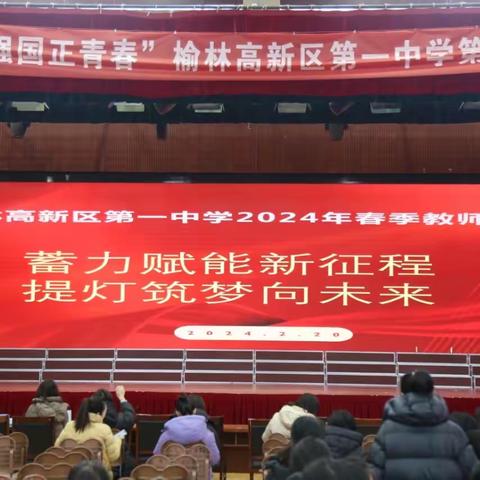 强国正青春” 榆林高新区第一中学第
高新区第一中学2024年春季教师
蓄力赋能新征程
提灯筑梦向未来
2024.2.20